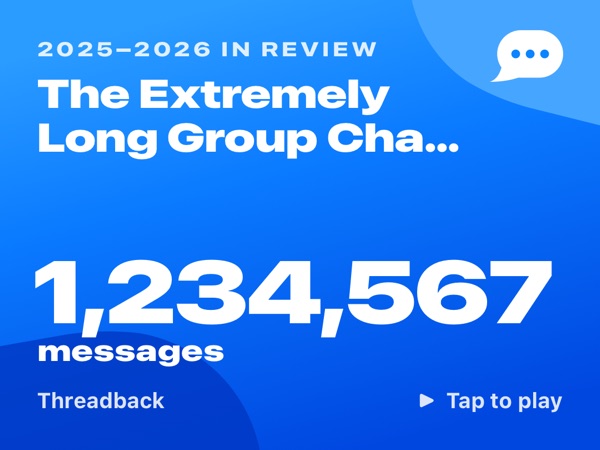 2025–2026 IN REVIEW
The Extremely
Long Group Cha...
1,234,567
messages
Threadback
Tap to play